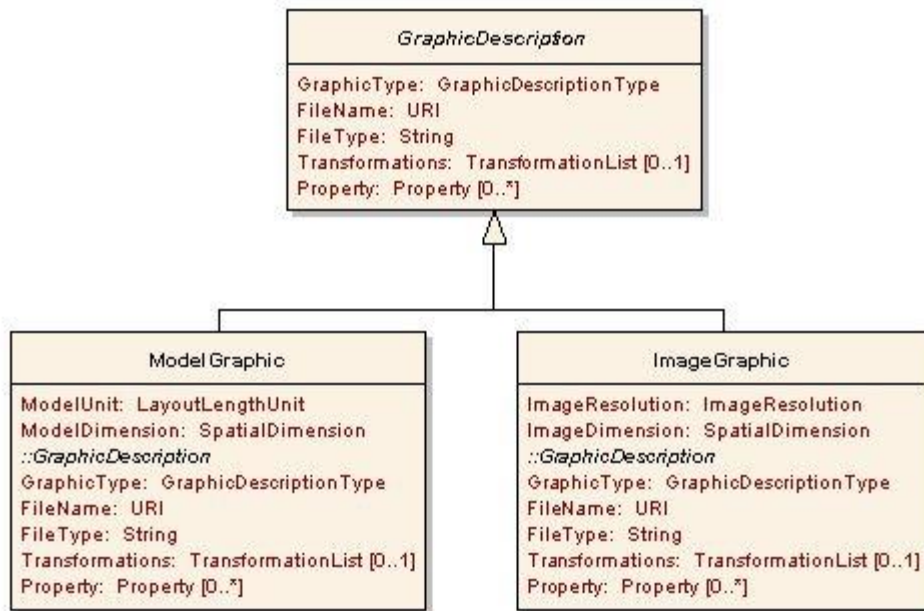 GraphicDescription
GraphicType: GraphicDescriptionType
FileName: URI
FileType: String
Transformations: TransformationList [0..1]
Property: Property [0..*]
ModelGraphic
ModelUnit: LayoutLengthUnit
ModelDimension: SpatialDimension
::GraphicDescription
GraphicType: GraphicDescriptionType
FileName: URI
FileType: String
Transformations: TransformationList [0..1]
Property: Property [0..*]
ImageGraphic
ImageResolution: ImageResolution
ImageDimension: SpatialDimension
::GraphicDescription
GraphicType: GraphicDescriptionType
FileName: URI
FileType: String
Transformations: TransformationList [0..1]
Property: Property [0..*]